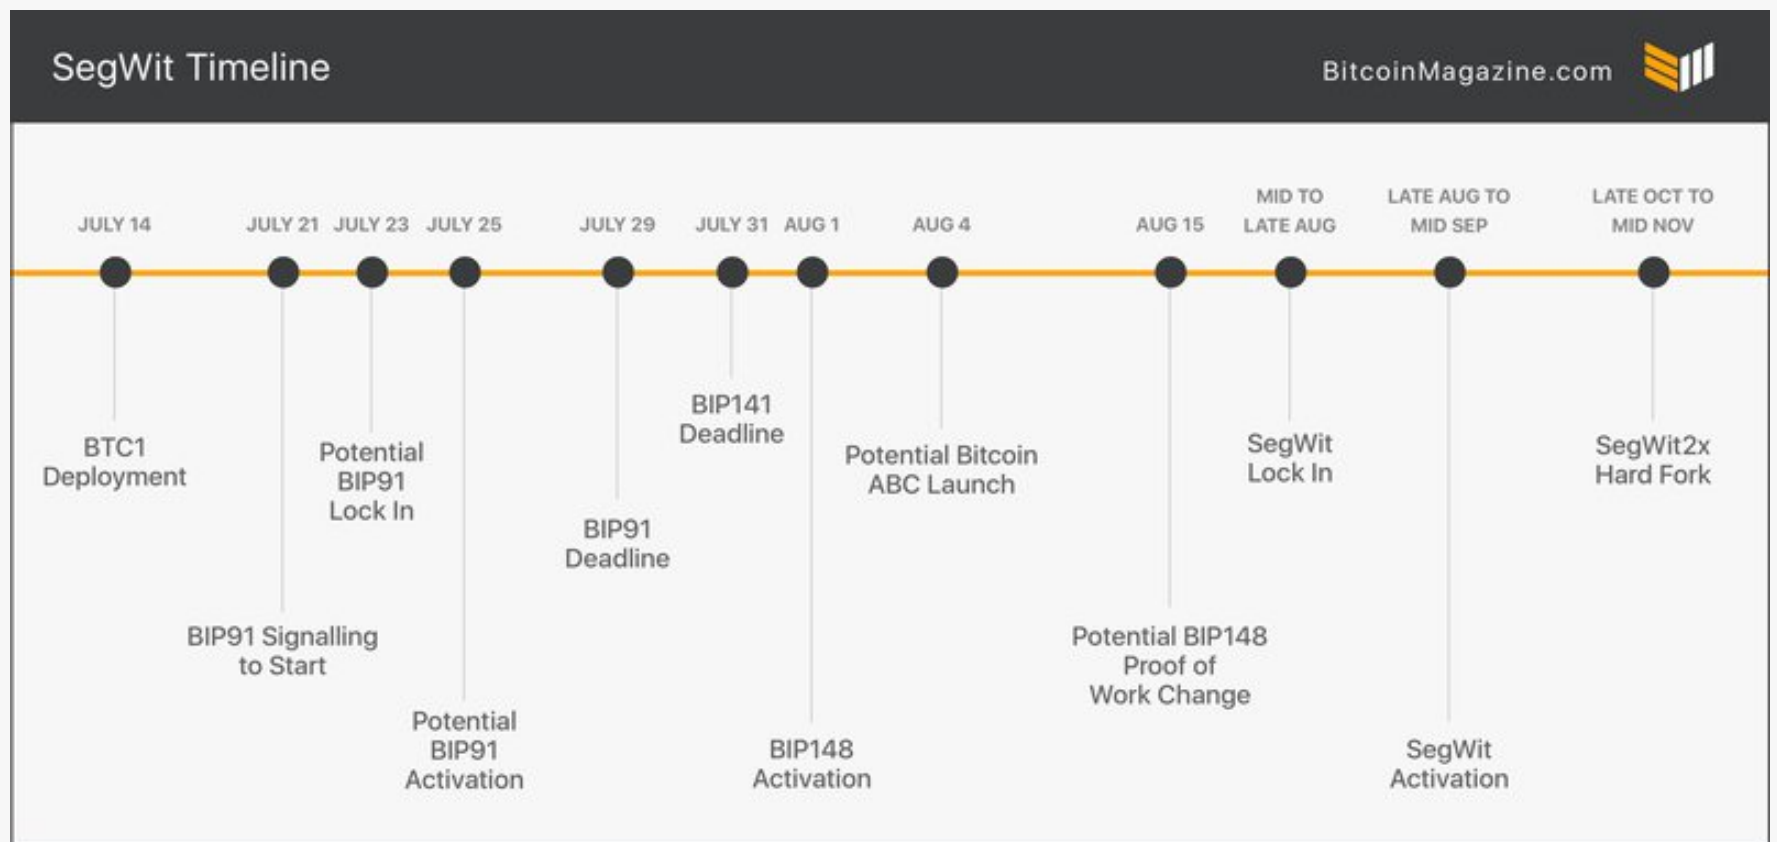 SegWit Timeline
BitcoinMagazine.com
JULY 14
JULY 21
JULY 23
JULY 25
JULY 29
JULY 31
AUG 1
AUG 4
AUG 15
MID TO
LATE AUG
LATE AUG TO
MID SEP
LATE OCT TO
MID NOV
BTC1
Deployment
BIP91 Signalling
to Start
Potential
BIP91
Lock In
Potential
BIP91
Activation
BIP91
Deadline
BIP141
Deadline
BIP148
Activation
Potential Bitcoin
ABC Launch
Potential BIP148
Proof of
Work Change
SegWit
Lock In
SegWit
Activation
SegWit2x
Hard Fork